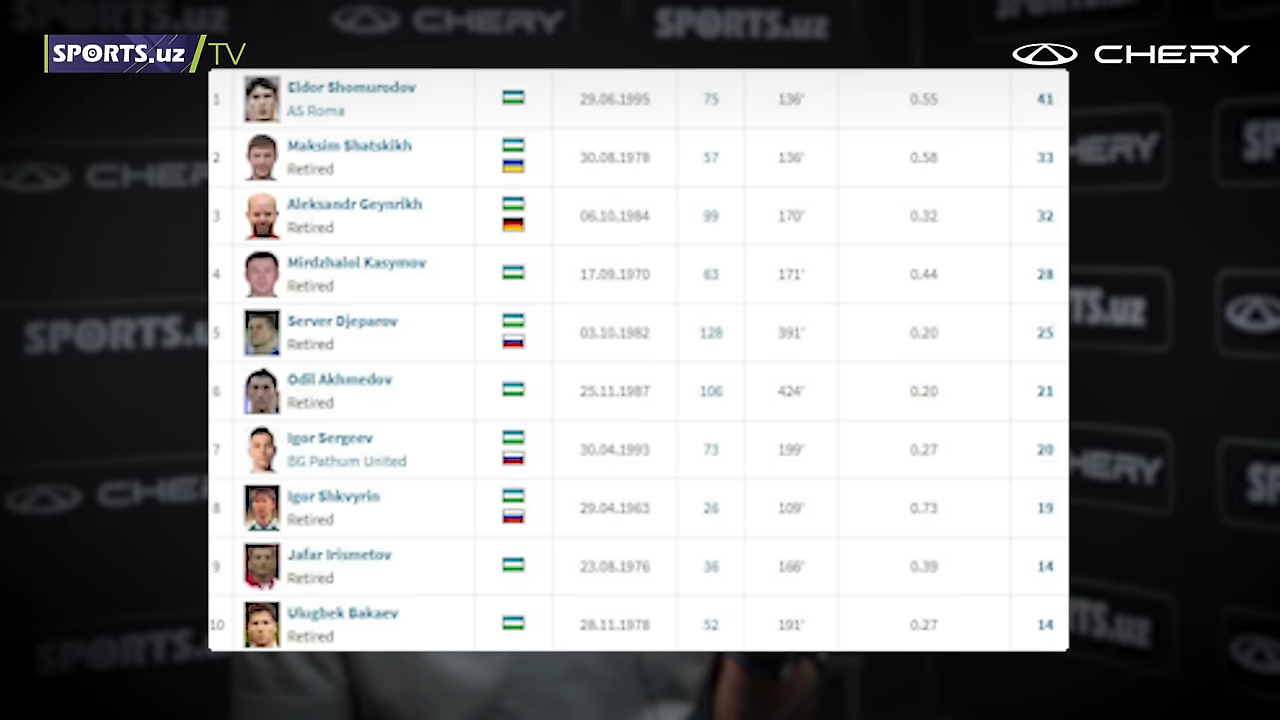 SPORTS.uz
CHERY
SPORTS.uz
SPORTS.uz/TV
CHERY
1 Eldor Shomurodov AS Roma 29.06.1995 75 136' 0.55 41
2 Maksim Shatskikh Retired 30.08.1978 57 136' 0.58 33
3 Aleksandr Geynrikh Retired 06.10.1984 99 170' 0.32 32
4 Mirdzhalol Kasymov Retired 17.09.1970 63 171' 0.44 28
5 Server Djeparov Retired 03.10.1982 128 391' 0.20 25
6 Odil Akhmedov Retired 25.11.1987 106 424' 0.20 21
7 Igor Sergeev BG Pathum United 30.04.1993 73 199' 0.27 20
8 Igor Shkvyrin Retired 29.04.1963 26 109' 0.73 19
9 Jafar Irismetov Retired 23.08.1976 36 166' 0.39 14
10 Ulugbek Bakaev Retired 28.11.1978 52 191' 0.27 14